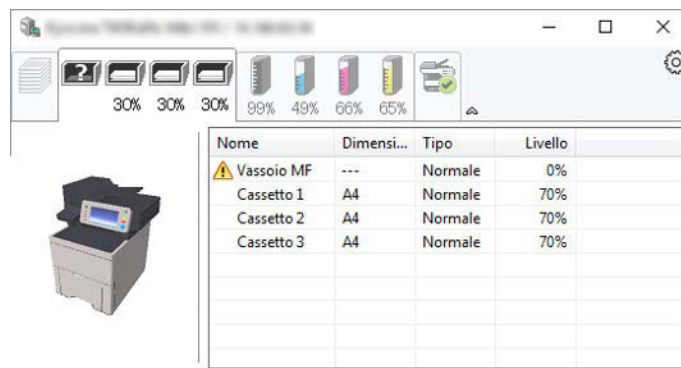 ?
30% 30% 30% 99% 49% 66% 65%
Nome Dimensi... Tipo Livello
Vassoio MF --- Normale 0%
Cassetto 1 A4 Normale 70%
Cassetto 2 A4 Normale 70%
Cassetto 3 A4 Normale 70%